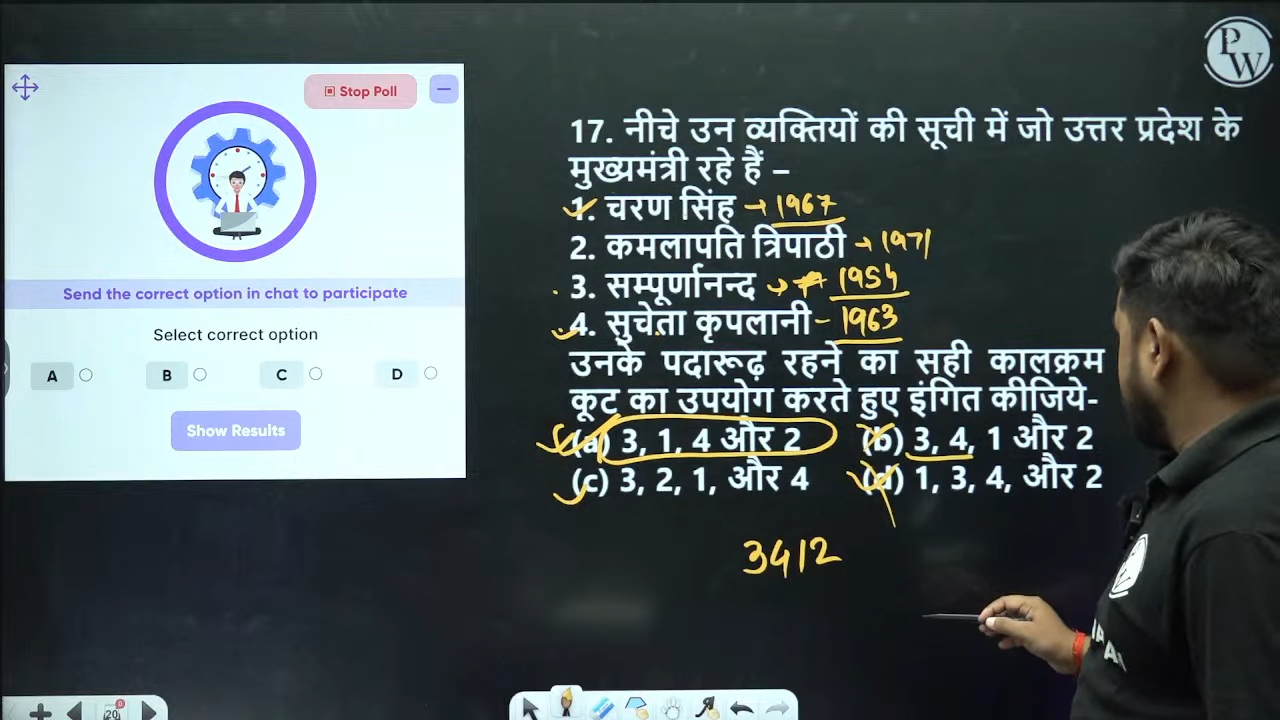 PW
Stop Poll
Send the correct option in chat to participate
Select correct option
A
B
C
D
Show Results
17. नीचे उन व्यक्तियों की सूची में जो उत्तर प्रदेश के
मुख्यमंत्री रहे हैं –
1. चरण सिंह → 1967
2. कमलापति त्रिपाठी → 1971
3. सम्पूर्णानन्द → 1954
4. सुचेता कृपलानी - 1963
उनके पदारूढ़ रहने का सही कालक्रम
कूट का उपयोग करते हुए इंगित कीजिये-
(a) 3, 1, 4 और 2 (b) 3, 4, 1 और 2
(c) 3, 2, 1, और 4 (d) 1, 3, 4, और 2
3412
20